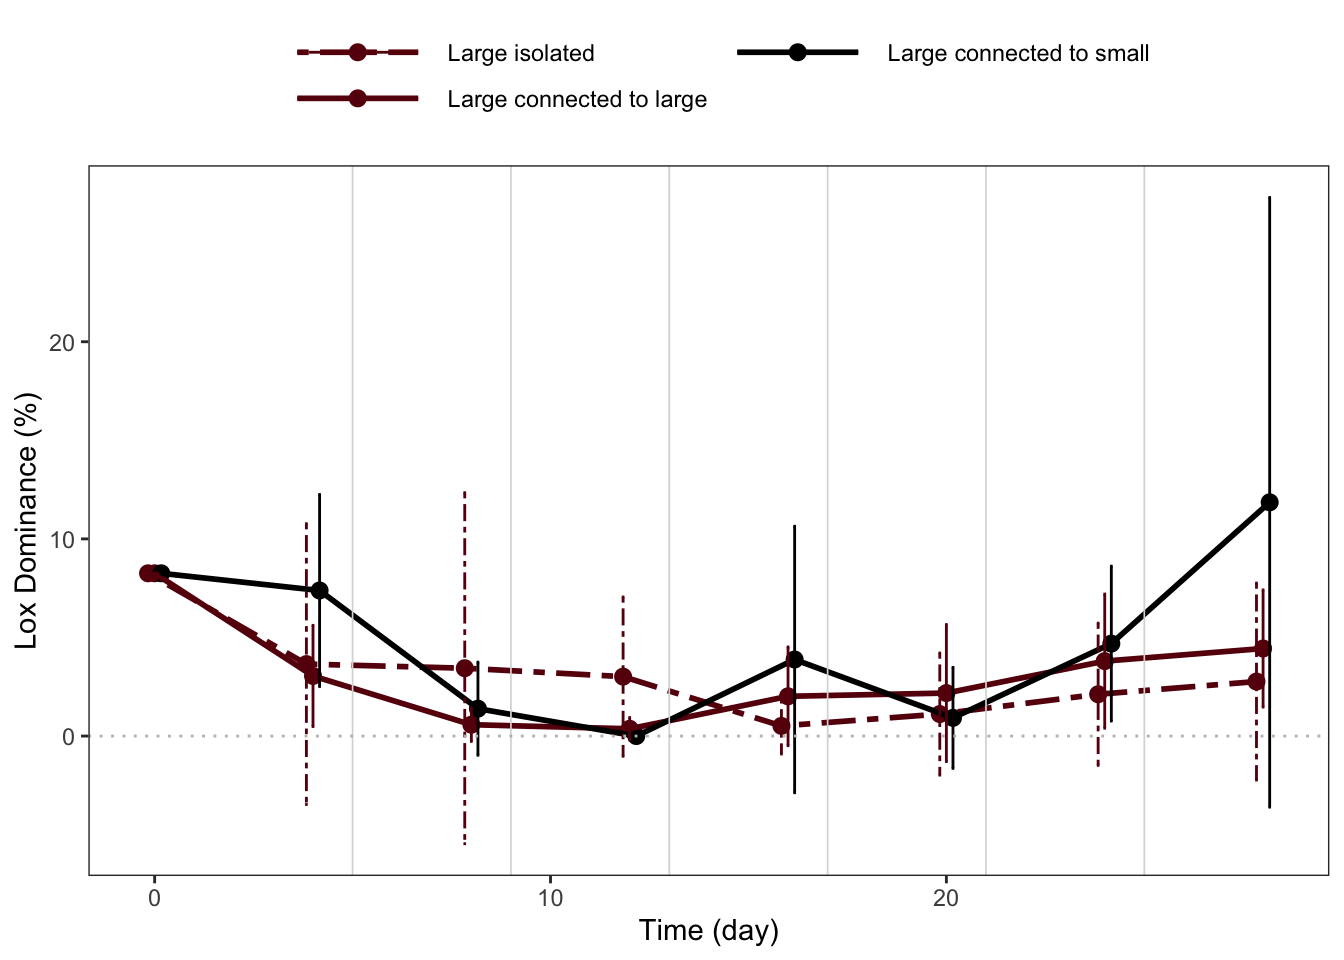 Large isolated
Large connected to small
Large connected to large
Lox Dominance (%)
20
10
0
0
10
20
Time (day)